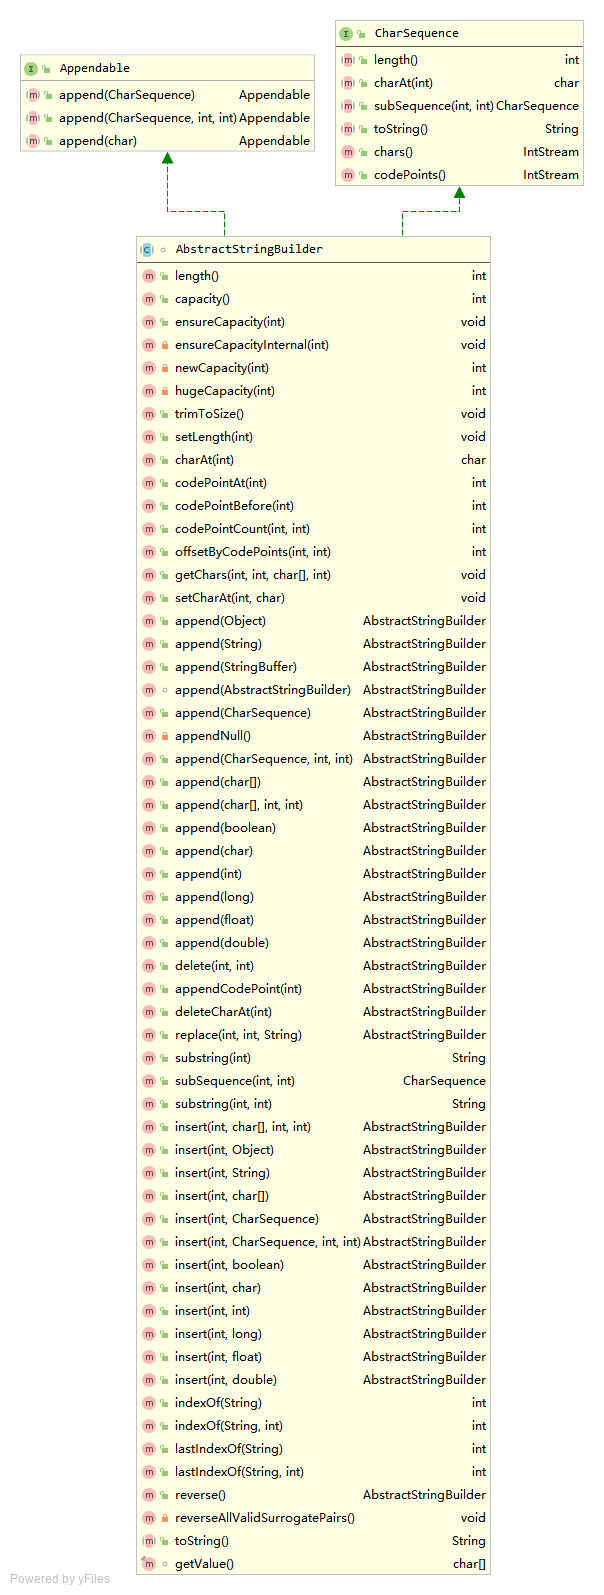 Appendable
append(CharSequence) Appendable
append(CharSequence, int, int) Appendable
append(char) Appendable
CharSequence
length() int
charAt(int) char
subSequence(int, int) CharSequence
toString() String
chars() IntStream
codePoints() IntStream
AbstractStringBuilder
length() int
capacity() int
ensureCapacity(int) void
ensureCapacityInternal(int) void
newCapacity(int) int
hugeCapacity(int) int
trimToSize() void
setLength(int) void
charAt(int) char
codePointAt(int) int
codePointBefore(int) int
codePointCount(int, int) int
offsetByCodePoints(int, int) int
getChars(int, int, char[], int) void
setCharAt(int, char) void
append(Object) AbstractStringBuilder
append(String) AbstractStringBuilder
append(StringBuffer) AbstractStringBuilder
append(AbstractStringBuilder) AbstractStringBuilder
append(CharSequence) AbstractStringBuilder
appendNull() AbstractStringBuilder
append(CharSequence, int, int) AbstractStringBuilder
append(char[]) AbstractStringBuilder
append(char[], int, int) AbstractStringBuilder
append(boolean) AbstractStringBuilder
append(char) AbstractStringBuilder
append(int) AbstractStringBuilder
append(long) AbstractStringBuilder
append(float) AbstractStringBuilder
append(double) AbstractStringBuilder
delete(int, int) AbstractStringBuilder
appendCodePoint(int) AbstractStringBuilder
deleteCharAt(int) AbstractStringBuilder
replace(int, int, String) AbstractStringBuilder
substring(int) String
subSequence(int, int) CharSequence
substring(int, int) String
insert(int, char[], int, int) AbstractStringBuilder
insert(int, Object) AbstractStringBuilder
insert(int, String) AbstractStringBuilder
insert(int, char[]) AbstractStringBuilder
insert(int, CharSequence) AbstractStringBuilder
insert(int, CharSequence, int, int) AbstractStringBuilder
insert(int, boolean) AbstractStringBuilder
insert(int, char) AbstractStringBuilder
insert(int, int) AbstractStringBuilder
insert(int, long) AbstractStringBuilder
insert(int, float) AbstractStringBuilder
insert(int, double) AbstractStringBuilder
indexOf(String) int
indexOf(String, int) int
lastIndexOf(String) int
lastIndexOf(String, int) int
reverse() AbstractStringBuilder
reverseAllValidSurrogatePairs() void
toString() String
getValue() char[]
Powered by yFiles